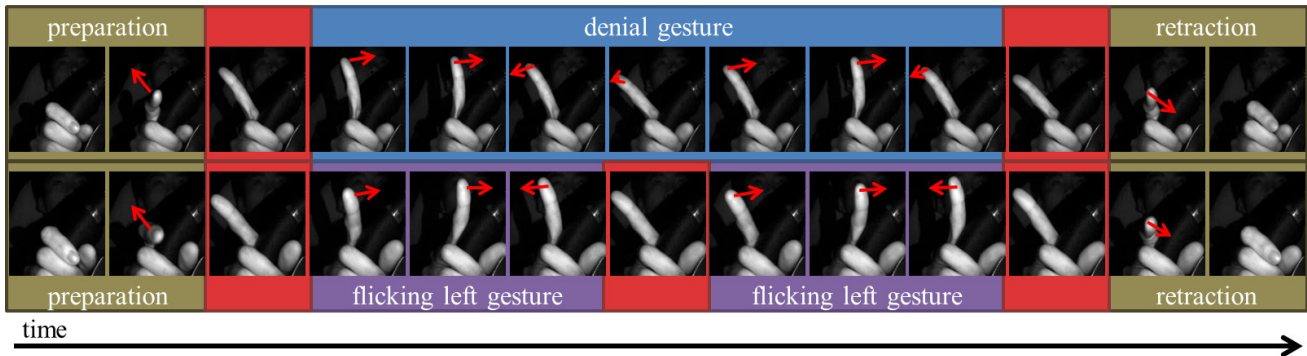 preparation
denial gesture
retraction
preparation
flicking left gesture
flicking left gesture
retraction
time